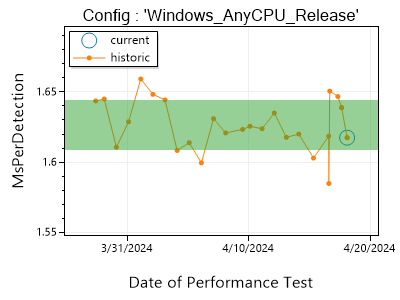 Config : 'Windows_AnyCPU_Release'
current
historic
MsPerDetection
1.65
1.6
1.55
3/31/2024
4/10/2024
4/20/2024
Date of Performance Test